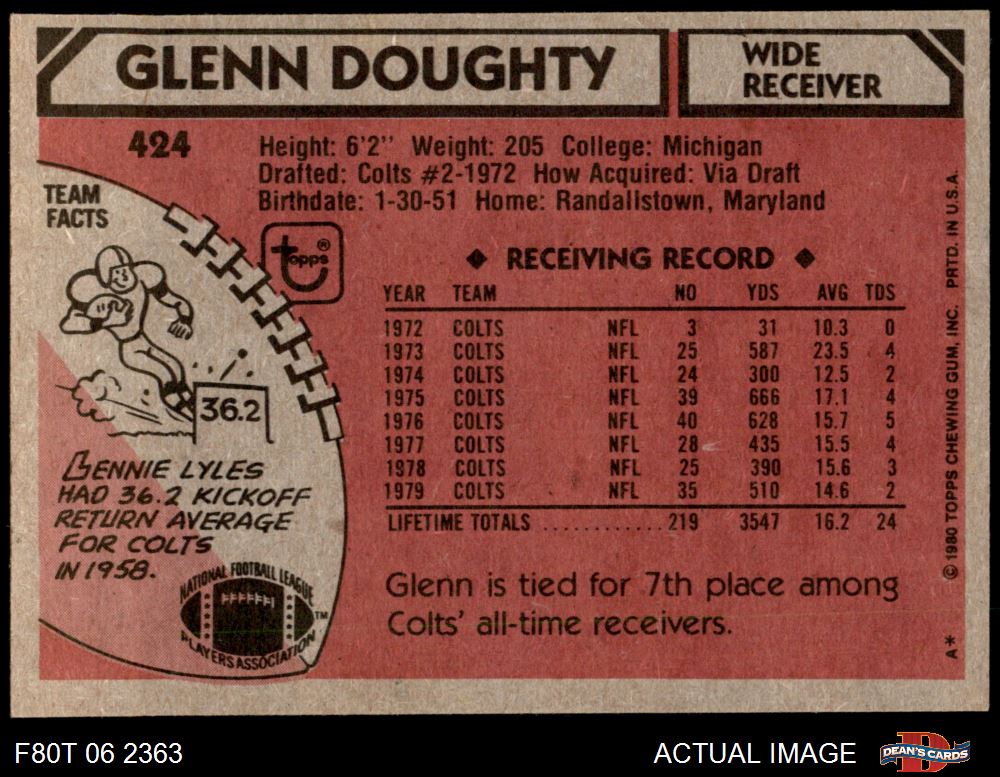 GLENN DOUGHTY
WIDE
RECEIVER
424
Height: 6'2" Weight: 205 College: Michigan
Drafted: Colts #2-1972 How Acquired: Via Draft
Birthdate: 1-30-51 Home: Randallstown, Maryland
TEAM
FACTS
36.2
LENNIE LYLES
HAD 36.2 KICKOFF
RETURN AVERAGE
FOR COLTS
IN 1958.
NATIONAL FOOTBALL LEAGUE
PLAYERS ASSOCIATION
TM
topps®
◆ RECEIVING RECORD ◆
YEAR TEAM NO YDS AVG TDS
1972 COLTS NFL 3 31 10.3 0
1973 COLTS NFL 25 587 23.5 4
1974 COLTS NFL 24 300 12.5 2
1975 COLTS NFL 39 666 17.1 4
1976 COLTS NFL 40 628 15.7 5
1977 COLTS NFL 28 435 15.5 4
1978 COLTS NFL 25 390 15.6 3
1979 COLTS NFL 35 510 14.6 2
LIFETIME TOTALS ............ 219 3547 16.2 24
Glenn is tied for 7th place among
Colts' all-time receivers.
A* © 1980 TOPPS CHEWING GUM, INC. PRTD. IN U.S.A.
F80T 06 2363
ACTUAL IMAGE
D
DEAN'S CARDS